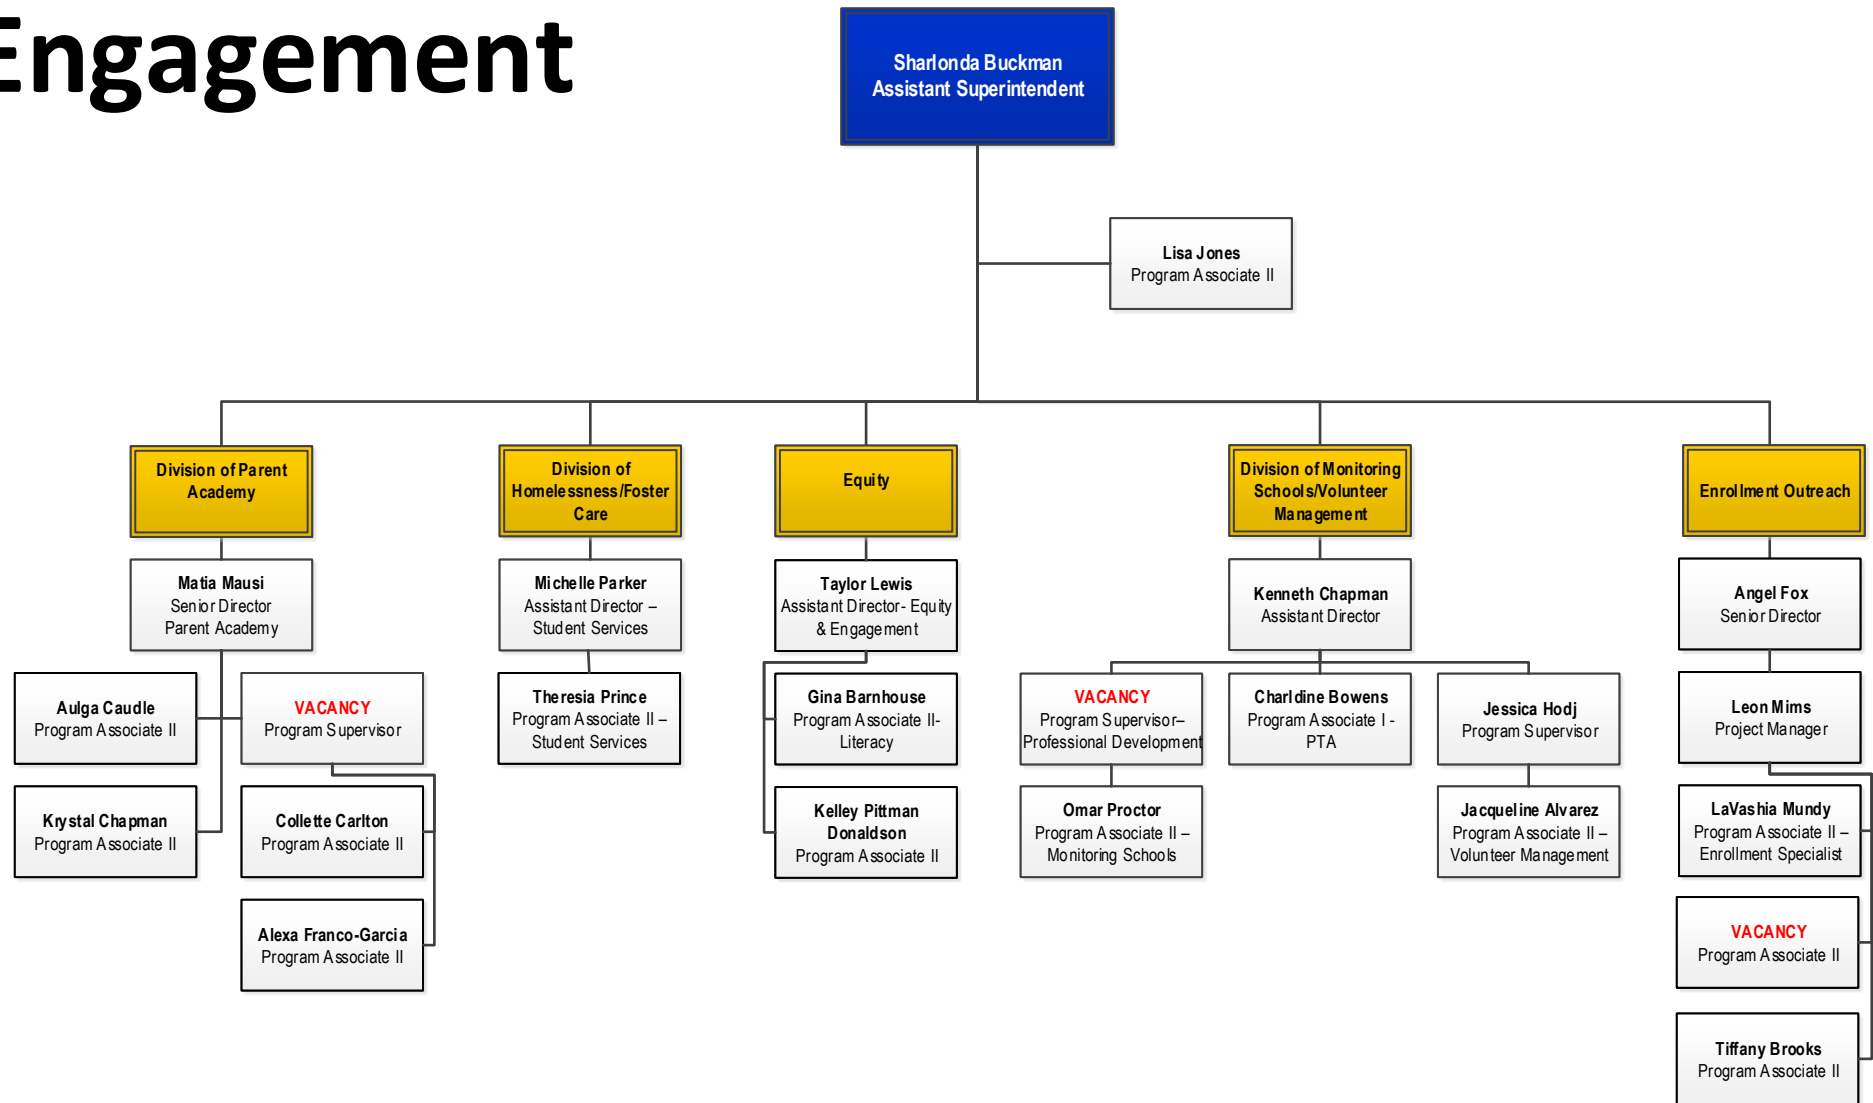 Engagement
Sharlonda Buckman
Assistant Superintendent
Lisa Jones
Program Associate II
Division of Parent
Academy
Matia Mausi
Senior Director
Parent Academy
Aulga Caudle
Program Associate II
VACANCY
Program Supervisor
Krystal Chapman
Program Associate II
Collette Carlton
Program Associate II
Alexa Franco-Garcia
Program Associate II
Division of
Homelessness/Foster
Care
Michelle Parker
Assistant Director –
Student Services
Theresia Prince
Program Associate II –
Student Services
Equity
Taylor Lewis
Assistant Director- Equity
& Engagement
Gina Barnhouse
Program Associate II-
Literacy
Kelley Pittman
Donaldson
Program Associate II
Division of Monitoring
Schools/Volunteer
Management
Kenneth Chapman
Assistant Director
VACANCY
Program Supervisor–
Professional Development
Omar Proctor
Program Associate II –
Monitoring Schools
Charldine Bowens
Program Associate I -
PTA
Jessica Hodj
Program Supervisor
Jacqueline Alvarez
Program Associate II –
Volunteer Management
Enrollment Outreach
Angel Fox
Senior Director
Leon Mims
Project Manager
LaVashia Mundy
Program Associate II –
Enrollment Specialist
VACANCY
Program Associate II
Tiffany Brooks
Program Associate II